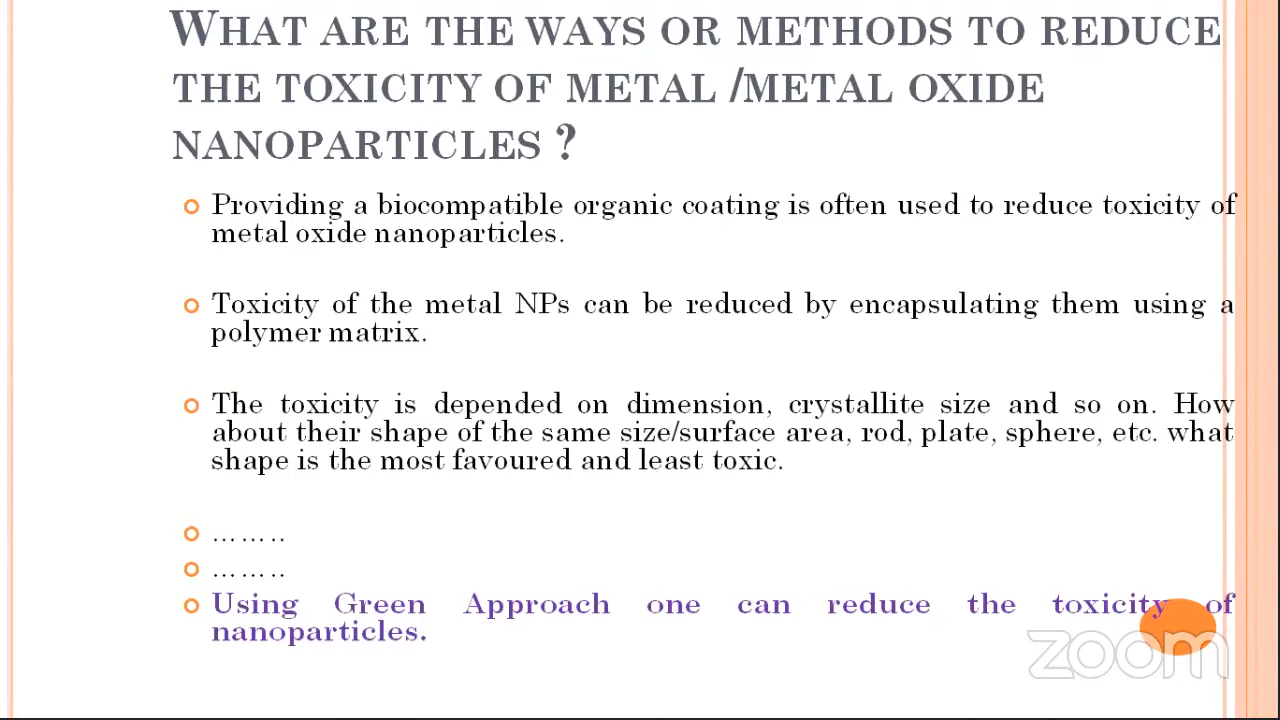 WHAT ARE THE WAYS OR METHODS TO REDUCE
THE TOXICITY OF METAL /METAL OXIDE
NANOPARTICLES ?
Providing a biocompatible organic coating is often used to reduce toxicity of
metal oxide nanoparticles.
Toxicity of the metal NPs can be reduced by encapsulating them using a
polymer matrix.
The toxicity is depended on dimension, crystallite size and so on. How
about their shape of the same size/surface area, rod, plate, sphere, etc. what
shape is the most favoured and least toxic.
……..
……..
Using Green Approach one can reduce the toxicity of
nanoparticles.
zoom